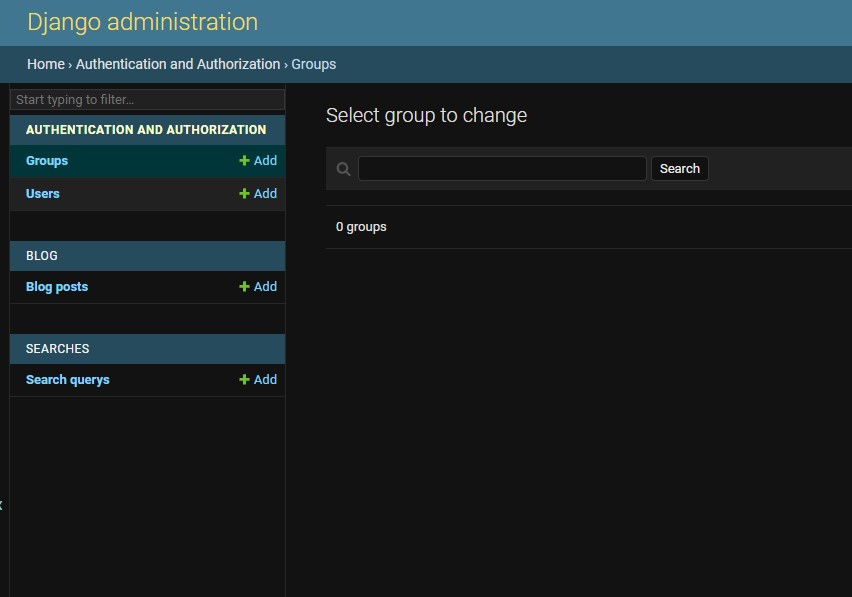 Django administration
Home › Authentication and Authorization › Groups
Start typing to filter...
AUTHENTICATION AND AUTHORIZATION
Groups + Add
Users + Add
BLOG
Blog posts + Add
SEARCHES
Search querys + Add
Select group to change
Search
0 groups